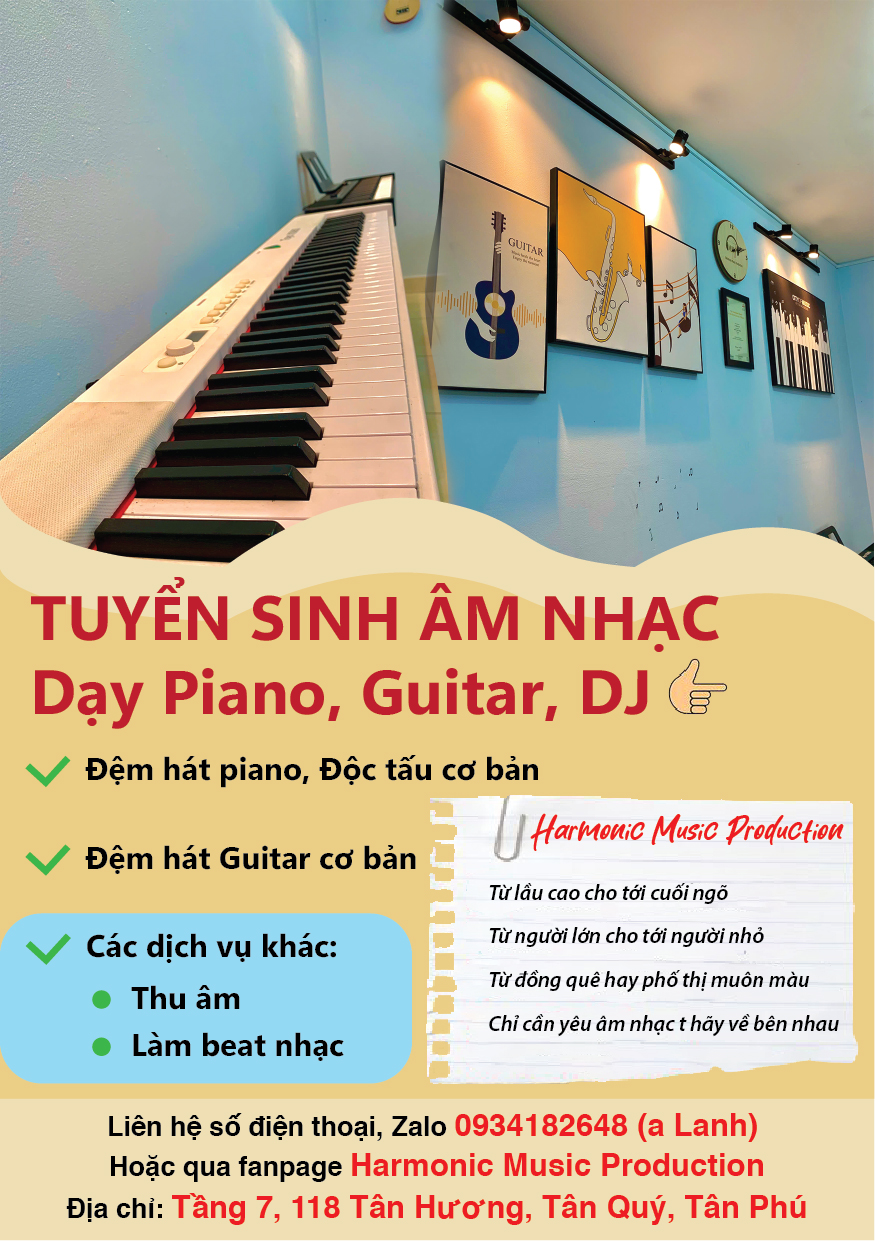 GUITAR
TUYỂN SINH ÂM NHẠC
Dạy Piano, Guitar, DJ
Đệm hát piano, Độc tấu cơ bản
Đệm hát Guitar cơ bản
Các dịch vụ khác:
Thu âm
Làm beat nhạc
Harmonic Music Production
Từ lầu cao cho tới cuối ngõ
Từ người lớn cho tới người nhỏ
Từ đồng quê hay phố thị muôn màu
Chỉ cần yêu âm nhạc t hãy về bên nhau
Liên hệ số điện thoại, Zalo 0934182648 (a Lanh)
Hoặc qua fanpage Harmonic Music Production
Địa chỉ: Tầng 7, 118 Tân Hương, Tân Quý, Tân Phú